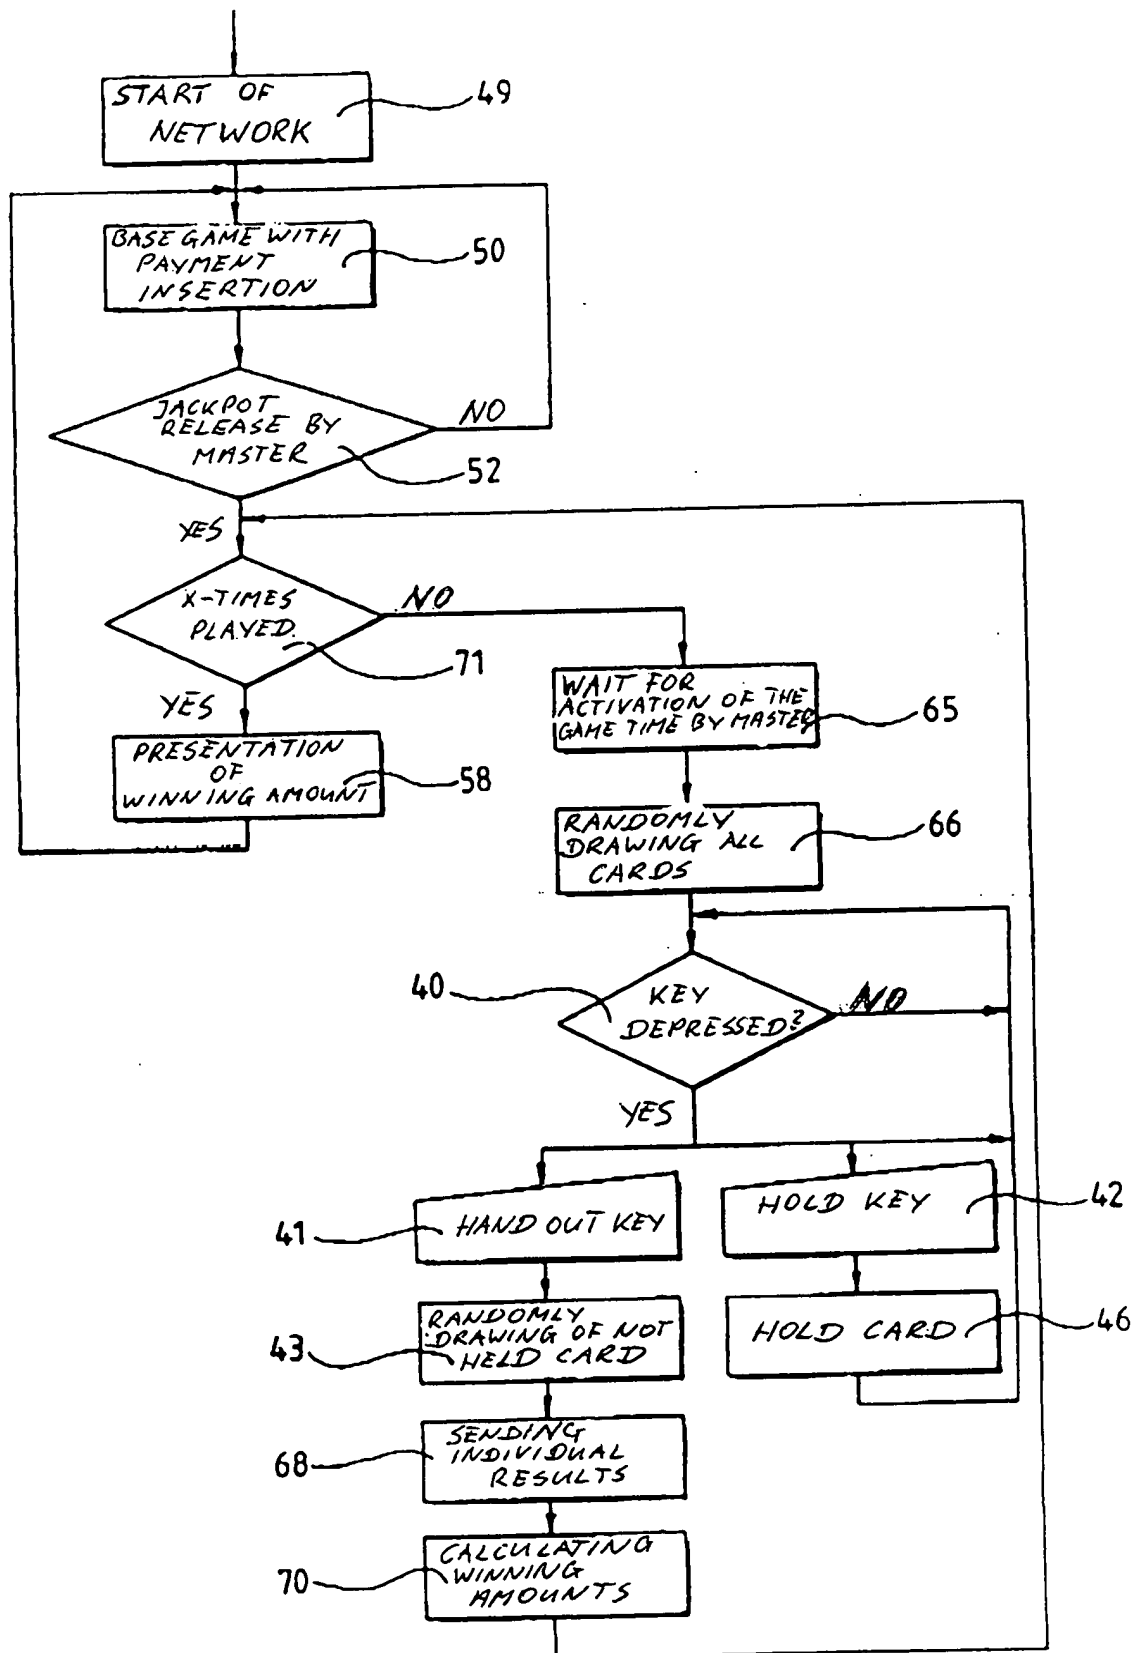 START OF
NETWORK
49
BASE GAME WITH
PAYMENT
INSERTION
50
JACKPOT
RELEASE BY
MASTER
NO
52
YES
X-TIMES
PLAYED.
NO
71
YES
PRESENTATION
OF
WINNING AMOUNT
58
WAIT FOR
ACTIVATION OF THE
GAME TIME BY MASTER
65
RANDOMLY
DRAWING ALL
CARDS
66
40
KEY
DEPRESSED?
NO
YES
41
HAND OUT KEY
HOLD KEY
42
43
RANDOMLY
DRAWING OF NOT
HELD CARD
HOLD CARD
46
68
SENDING
INDIVIDUAL
RESULTS
70
CALCULATING
WINNING
AMOUNTS